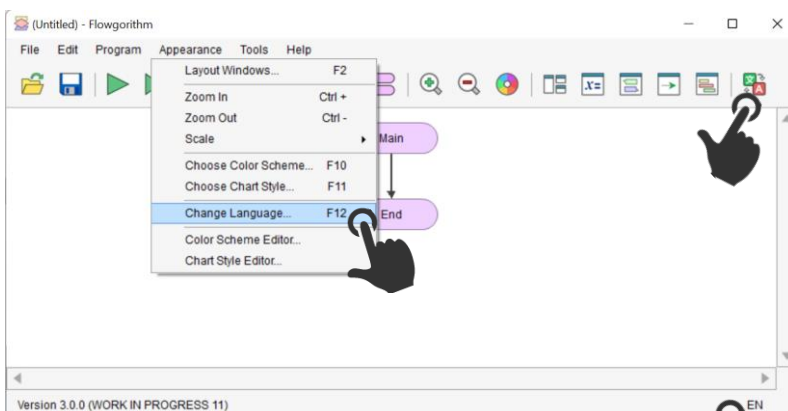 (Untitled) - Flowgorithm
File Edit Program Appearance Tools Help
Layout Windows... F2
x=
A
Zoom In Ctrl +
Zoom Out Ctrl -
Scale
Main
Choose Color Scheme... F10
Choose Chart Style... F11
Change Language... F12
End
Color Scheme Editor...
Chart Style Editor...
Version 3.0.0 (WORK IN PROGRESS 11) EN